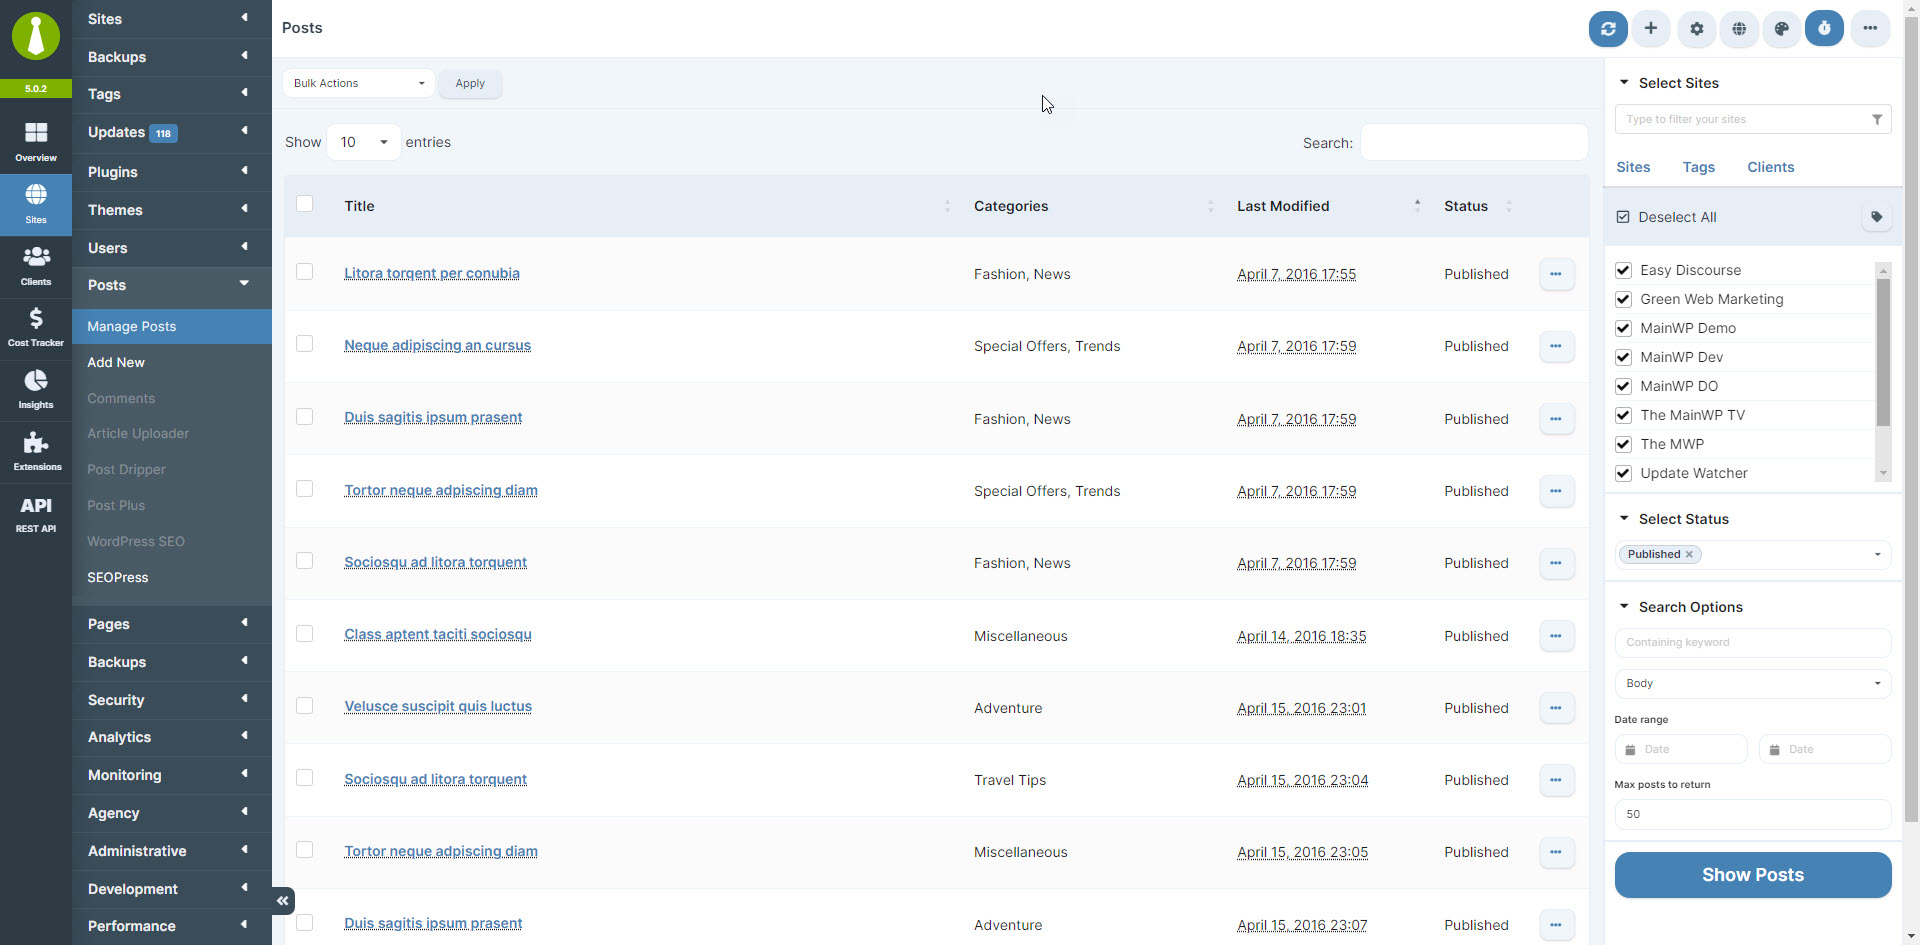 5.0.2
Overview
Sites
Clients
Cost Tracker
Insights
Extensions
API
REST API
Sites
Backups
Tags
Updates 118
Plugins
Themes
Users
Posts
Manage Posts
Add New
Comments
Article Uploader
Post Dripper
Post Plus
WordPress SEO
SEOPress
Pages
Backups
Security
Analytics
Monitoring
Agency
Administrative
Development
Performance
Posts
Bulk Actions Apply
Show 10 entries Search:
Title Categories Last Modified Status
Litora torqent per conubia Fashion, News April 7, 2016 17:55 Published
Neque adipiscing an cursus Special Offers, Trends April 7, 2016 17:59 Published
Duis sagitis ipsum prasent Fashion, News April 7, 2016 17:59 Published
Tortor neque adpiscing diam Special Offers, Trends April 7, 2016 17:59 Published
Sociosqu ad litora torquent Fashion, News April 7, 2016 17:59 Published
Class aptent taciti sociosqu Miscellaneous April 14, 2016 18:35 Published
Velusce suscipit quis luctus Adventure April 15, 2016 23:01 Published
Sociosqu ad litora torquent Travel Tips April 15, 2016 23:04 Published
Tortor neque adpiscing diam Miscellaneous April 15, 2016 23:05 Published
Duis sagitis ipsum prasent Adventure April 15, 2016 23:07 Published
Select Sites
Type to filter your sites
Sites Tags Clients
Deselect All
Easy Discourse
Green Web Marketing
MainWP Demo
MainWP Dev
MainWP DO
The MainWP TV
The MWP
Update Watcher
Select Status
Published
Search Options
Containing keyword
Body
Date range
Date Date
Max posts to return
50
Show Posts